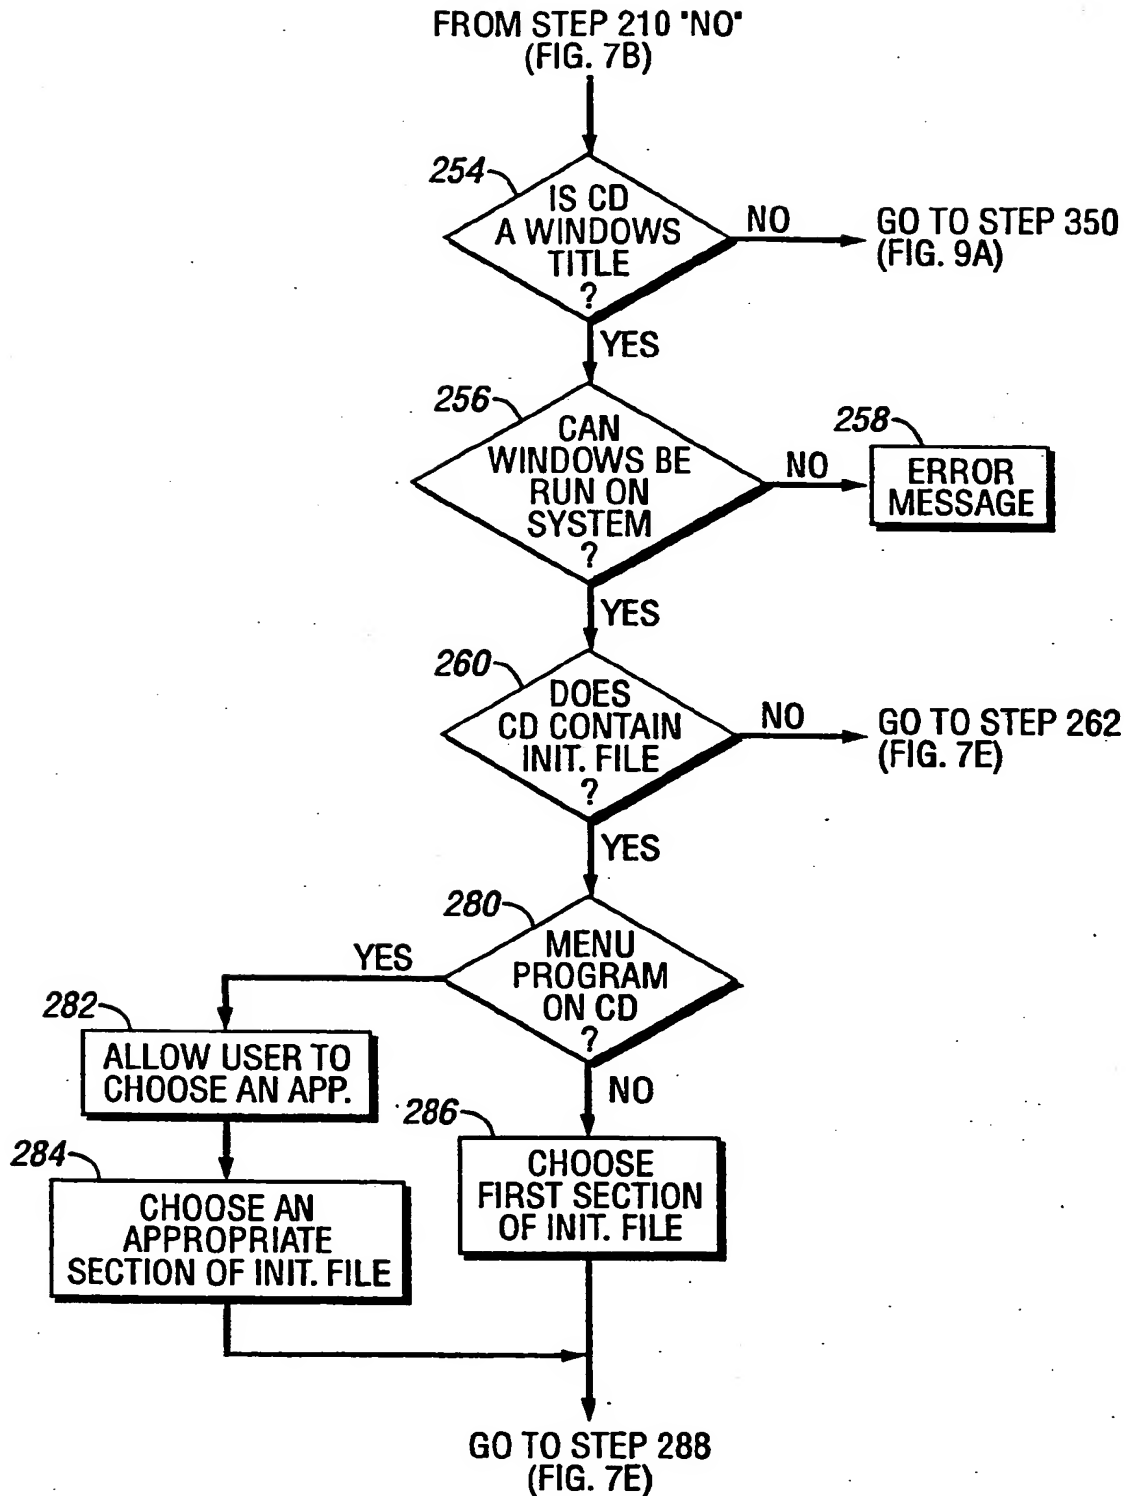 FROM STEP 210 "NO"
(FIG. 7B)
254
IS CD
A WINDOWS
TITLE
?
NO
GO TO STEP 350
(FIG. 9A)
YES
256
CAN
WINDOWS BE
RUN ON
SYSTEM
?
NO
258
ERROR
MESSAGE
YES
260
DOES
CD CONTAIN
INIT. FILE
?
NO
GO TO STEP 262
(FIG. 7E)
YES
280
MENU
PROGRAM
ON CD
?
YES
282
ALLOW USER TO
CHOOSE AN APP.
284
CHOOSE AN
APPROPRIATE
SECTION OF INIT. FILE
NO
286
CHOOSE
FIRST SECTION
OF INIT. FILE
GO TO STEP 288
(FIG. 7E)